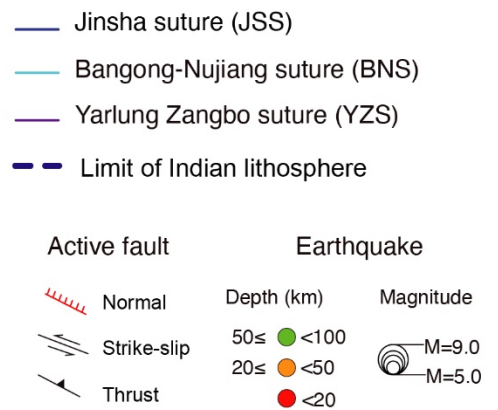 Jinsha suture (JSS)
Bangong-Nujiang suture (BNS)
Yarlung Zangbo suture (YZS)
Limit of Indian lithosphere
Active fault
Normal
Strike-slip
Thrust
Earthquake
Depth (km)
50≤ <100
20≤ <50
<20
Magnitude
M=9.0
M=5.0